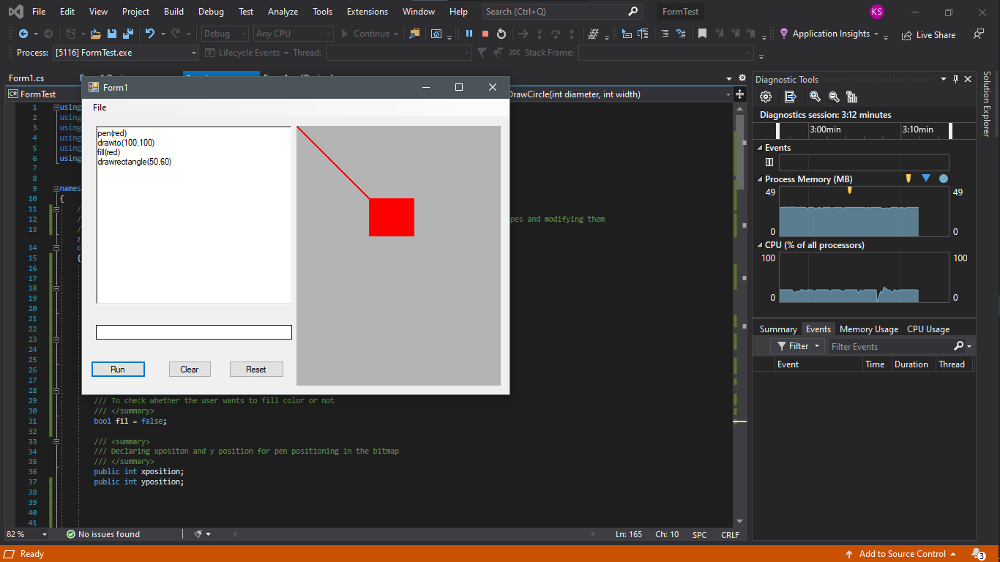 File Edit View Project Build Debug Test Analyze Tools Extensions Window Help Search (Ctrl+Q) FormTest KS
Debug Any CPU Continue Application Insights Live Share
Process: [5116] FormTest.exe Lifecycle Events Thread: Stack Frame:
Form1.cs
FormTest DrawCircle(int diameter, int width)
Form1
File
pen(red)
drawto(100,100)
fill(red)
drawrectangle(50,60)
Run Clear Reset
1 using
2 using
3 using
4 using
5 using
6 using
7
8
9 names
10 {
11 /
12 / pes and modifying them
13 /
2
14 c
15 {
16
17
18
19
20
21
22
23
24
25
26
27
28
29 /// To check whether the user wants to fill color or not
30 /// </summary>
31 bool fil = false;
32
33 /// <summary>
34 /// Declaring xpositon and y position for pen positioning in the bitmap
35 /// </summary>
36 public int xposition;
37 public int yposition;
38
39
40
41
82 % No issues found Ln: 165 Ch: 10 SPC CRLF
Diagnostic Tools
Diagnostics session: 3:12 minutes
3:00min 3:10min
Events
Process Memory (MB)
49 49
0 0
CPU (% of all processors)
100 100
0 0
Summary Events Memory Usage CPU Usage
Filter Filter Events
Event Time Duration Thread
Solution Explorer
Ready Add to Source Control 3